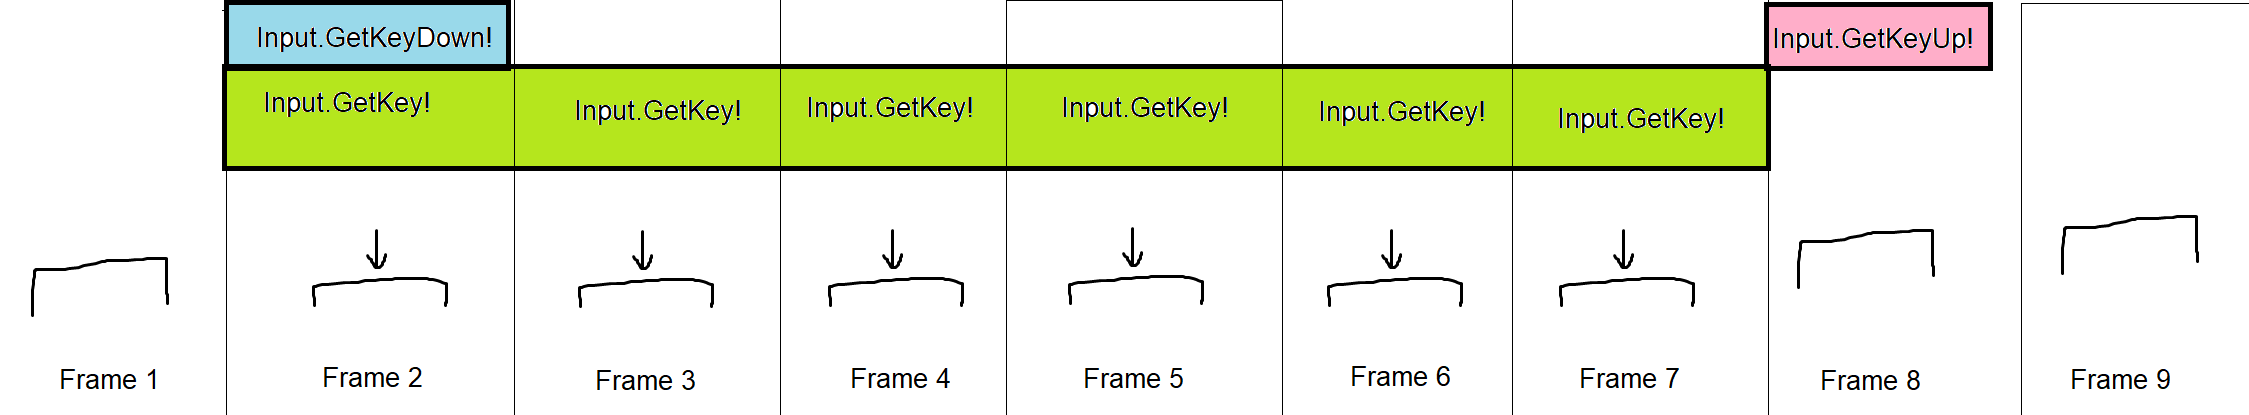 Input.GetKeyDown!
Input.GetKeyUp!
Input.GetKey!
Input.GetKey!
Input.GetKey!
Input.GetKey!
Input.GetKey!
Input.GetKey!
Frame 1
Frame 2
Frame 3
Frame 4
Frame 5
Frame 6
Frame 7
Frame 8
Frame 9